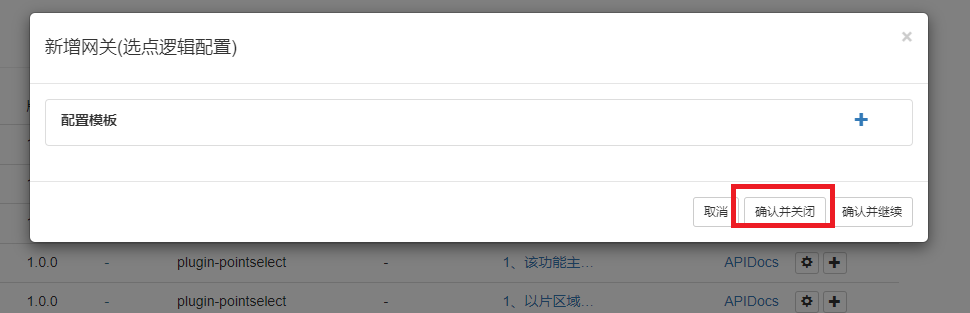 新增网关(选点逻辑配置)
×
配置模板
取消 确认并关闭 确认并继续
1.0.0 - plugin-pointselect - 1、该功能主... APIDocs
1.0.0 - plugin-pointselect - 1、以片区域... APIDocs